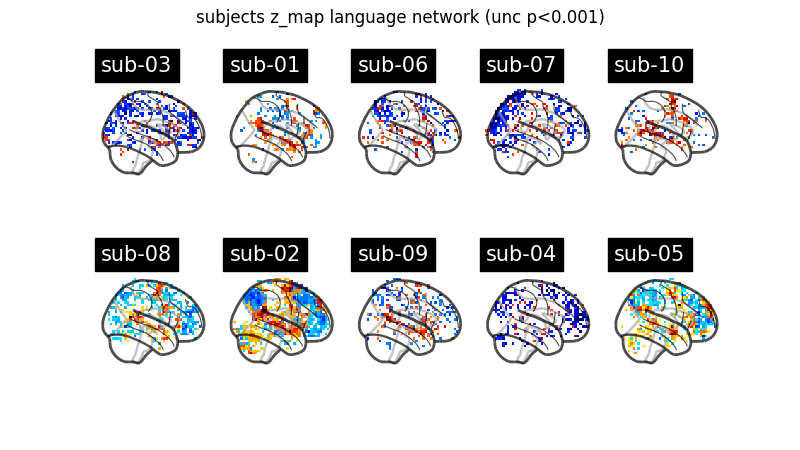 subjects z_map language network (unc p<0.001)
sub-03
sub-01
sub-06
sub-07
sub-10
sub-08
sub-02
sub-09
sub-04
sub-05